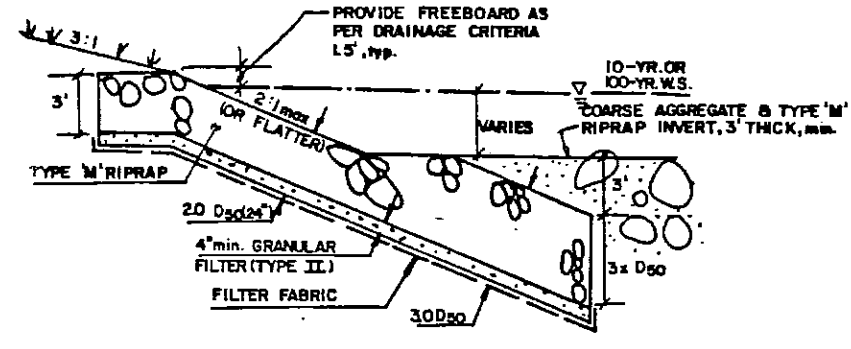 PROVIDE FREEBOARD AS
PER DRAINAGE CRITERIA
1.5', typ.
3:1
10-YR. OR
100-YR. W.S.
3'
2:1 max
(OR FLATTER)
VARIES
COARSE AGGREGATE & TYPE 'M'
RIPRAP INVERT, 3' THICK, min.
TYPE 'M' RIPRAP
3'
2.0 D50 (24")
4" min. GRANULAR
FILTER (TYPE II)
3x D50
FILTER FABRIC
3.0 D50